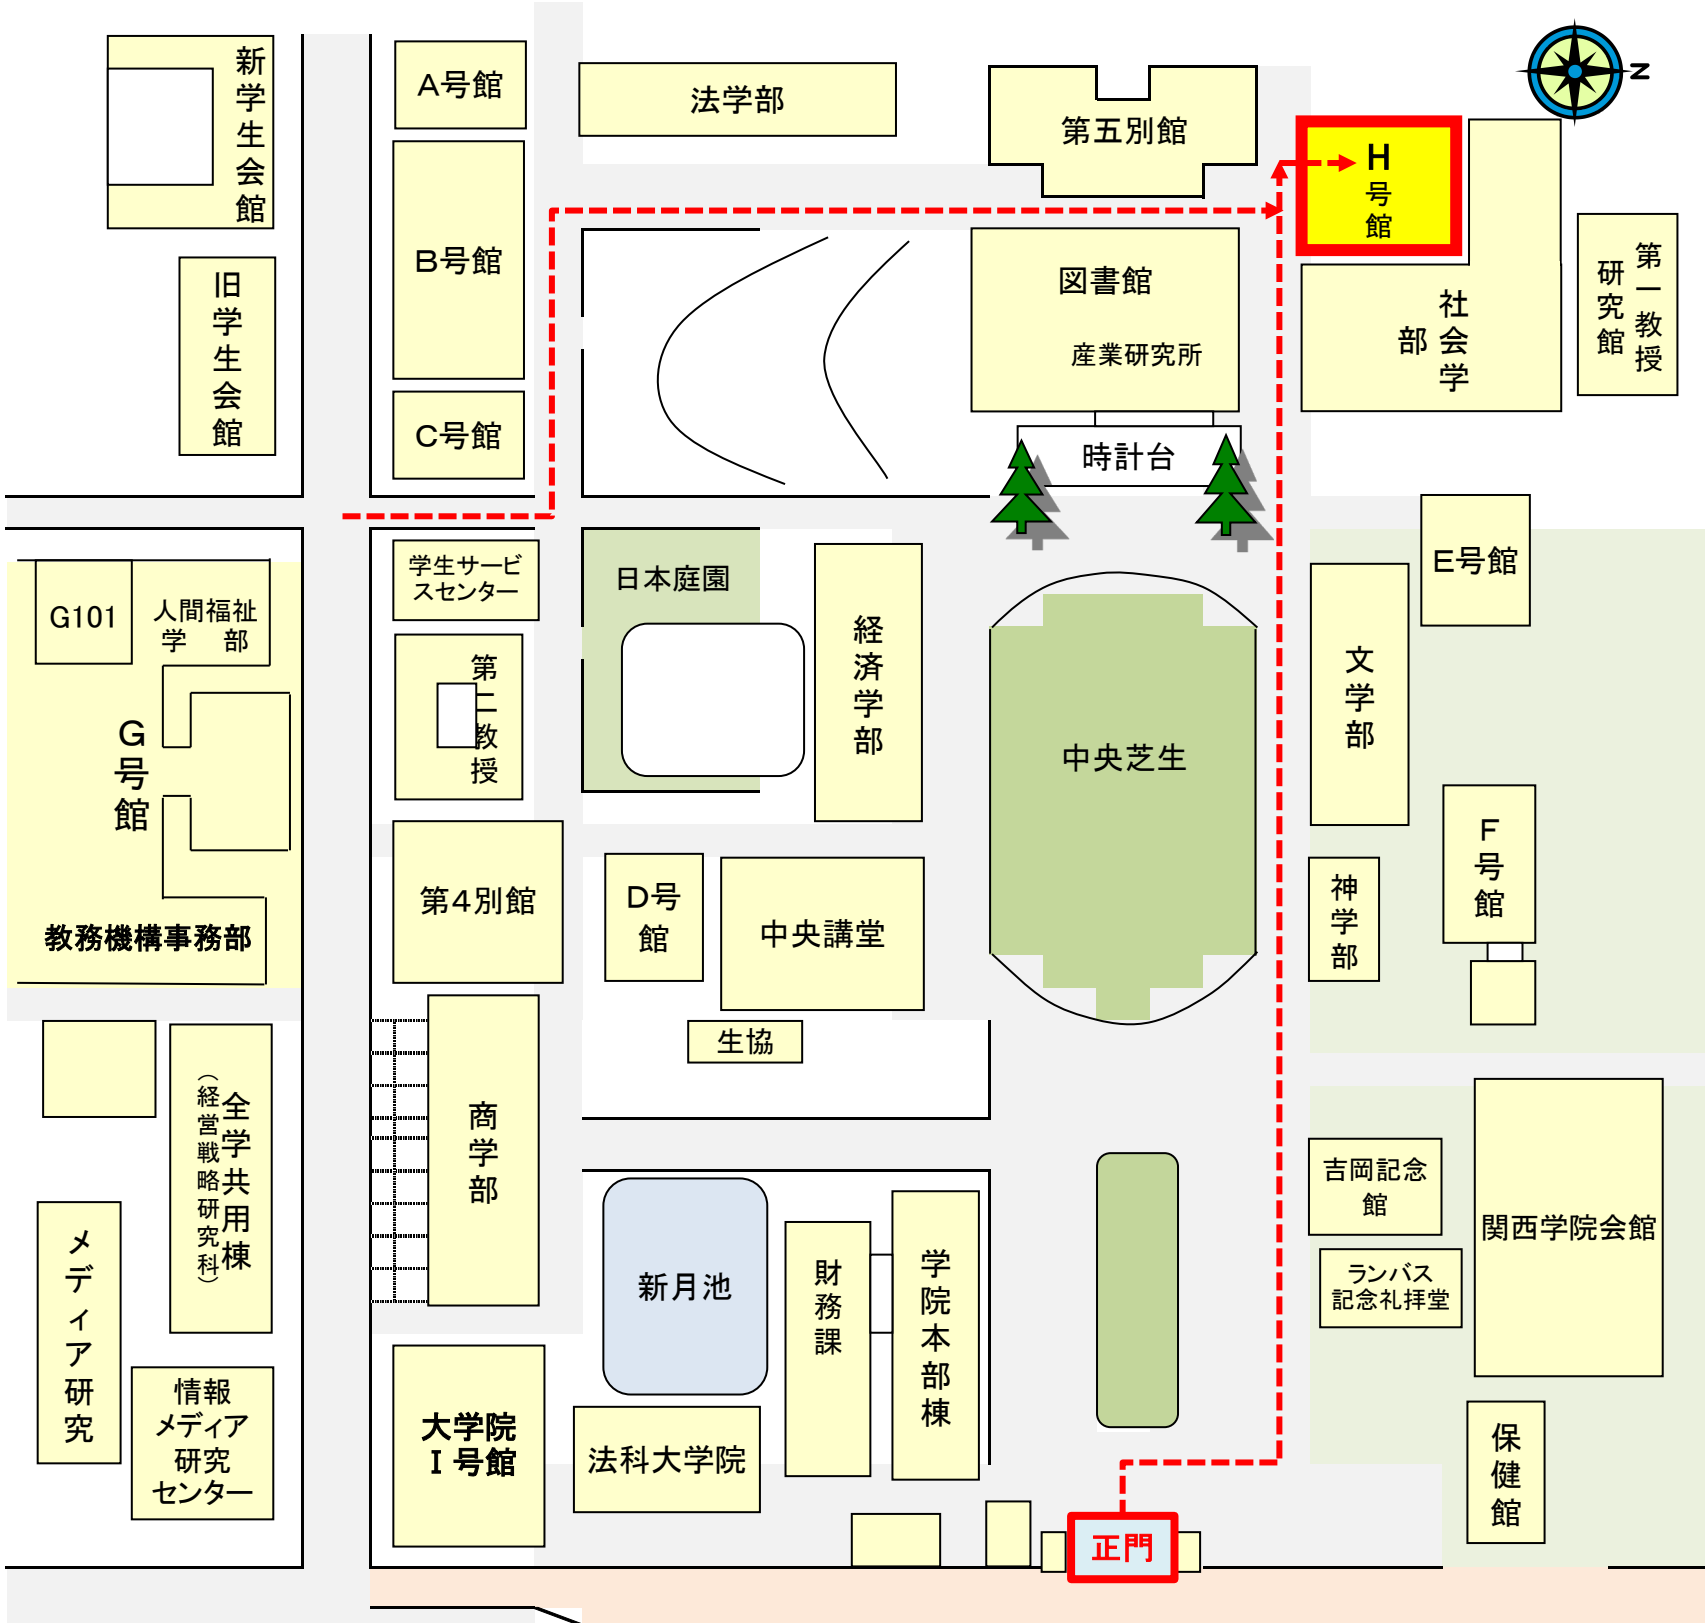 新学生会館
A号館
法学部
第五別館
N
H
号
館
旧学生会館
B号館
図書館
産業研究所
社会学
部
第一教授
研究館
C号館
時計台
学生サービ
スセンター
日本庭園
経済学部
E号館
G101
人間福祉
学 部
第二教授
中央芝生
文学部
G号館
教務機構事務部
第4別館
D号
館
中央講堂
神学部
F号館
生協
全学共用棟
（経営戦略研究科）
商学部
吉岡記念
館
関西学院会館
メディア研究
新月池
財務課
学院本部棟
ランバス
記念礼拝堂
情報
メディア
研究
センター
大学院
I 号館
法科大学院
保健館
正門